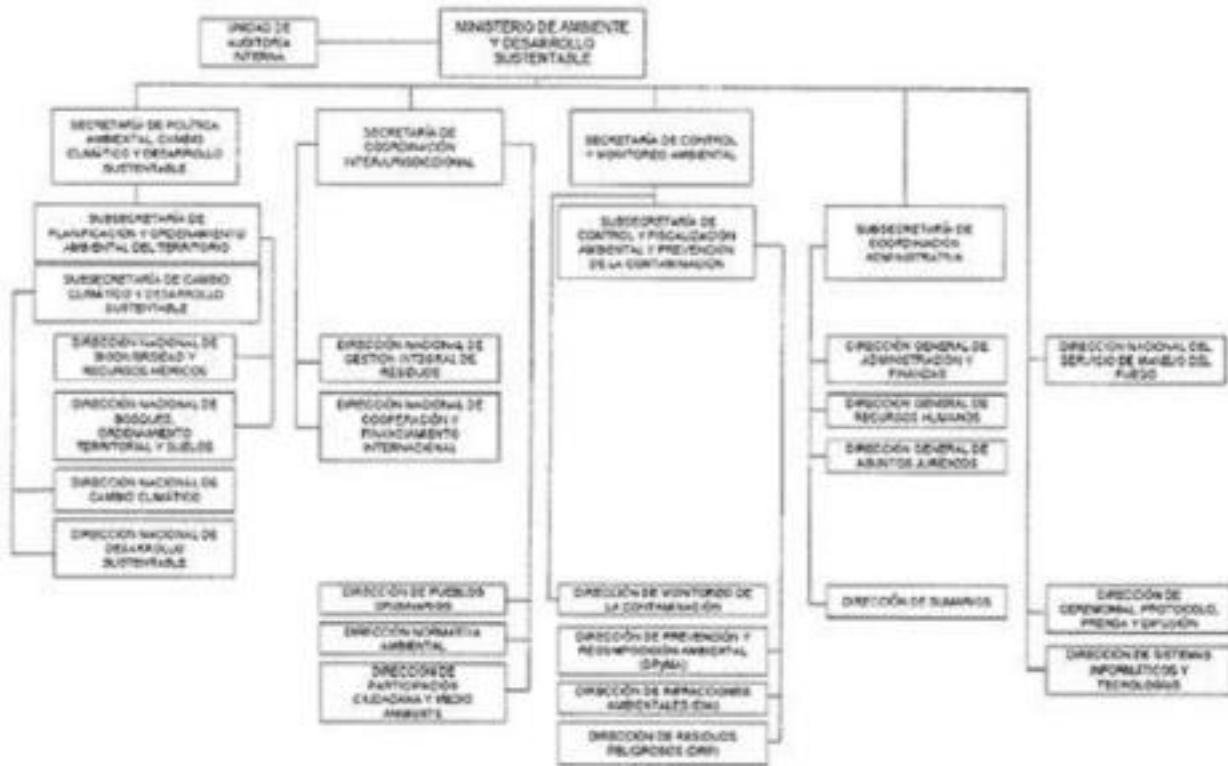 UNIDAD DE
AUDITORÍA
INTERNA
MINISTERIO DE AMBIENTE
Y DESARROLLO
SUSTENTABLE
SECRETARÍA DE POLÍTICA
AMBIENTAL, CAMBIO
CLIMÁTICO Y DESARROLLO
SUSTENTABLE
SUBSECRETARÍA DE
PLANIFICACIÓN Y ORDENAMIENTO
AMBIENTAL DEL TERRITORIO
SUBSECRETARÍA DE CAMBIO
CLIMÁTICO Y DESARROLLO
SUSTENTABLE
DIRECCIÓN NACIONAL DE
BIODIVERSIDAD Y
RECURSOS HÍDRICOS
DIRECCIÓN NACIONAL DE
BOSQUES,
ORDENAMIENTO
TERRITORIAL Y SUELOS
DIRECCIÓN NACIONAL DE
CAMBIO CLIMÁTICO
DIRECCIÓN NACIONAL DE
DESARROLLO
SUSTENTABLE
SECRETARÍA DE
COORDINACIÓN
INTERJURISDICCIONAL
DIRECCIÓN NACIONAL DE
GESTIÓN INTEGRAL DE
RESIDUOS
DIRECCIÓN NACIONAL DE
COOPERACIÓN Y
FINANCIAMIENTO
INTERNACIONAL
DIRECCIÓN DE PUEBLOS
ORIGINARIOS
DIRECCIÓN NORMATIVA
AMBIENTAL
DIRECCIÓN DE
PARTICIPACIÓN
CIUDADANA Y MEDIO
AMBIENTE
SECRETARÍA DE CONTROL
Y MONITOREO AMBIENTAL
SUBSECRETARÍA DE
CONTROL Y FISCALIZACIÓN
AMBIENTAL Y PREVENCIÓN
DE LA CONTAMINACIÓN
DIRECCIÓN DE MONITOREO DE
LA CONTAMINACIÓN
DIRECCIÓN DE PREVENCIÓN Y
RECOMPOSICIÓN AMBIENTAL
DIRECCIÓN DE INFRACCIONES
AMBIENTALES (DIA)
DIRECCIÓN DE RESIDUOS
PELIGROSOS (DRP)
SUBSECRETARÍA DE
COORDINACIÓN
ADMINISTRATIVA
DIRECCIÓN GENERAL DE
ADMINISTRACIÓN Y
FINANZAS
DIRECCIÓN GENERAL DE
RECURSOS HUMANOS
DIRECCIÓN GENERAL DE
ASUNTOS JURÍDICOS
DIRECCIÓN DE SUMARIOS
DIRECCIÓN NACIONAL DEL
SERVICIO DE MANEJO DEL
FUEGO
DIRECCIÓN DE
CEREMONIAL, PROTOCOLO,
PRENSA Y DIFUSIÓN
DIRECCIÓN DE SISTEMAS
INFORMÁTICOS Y
TECNOLOGÍAS